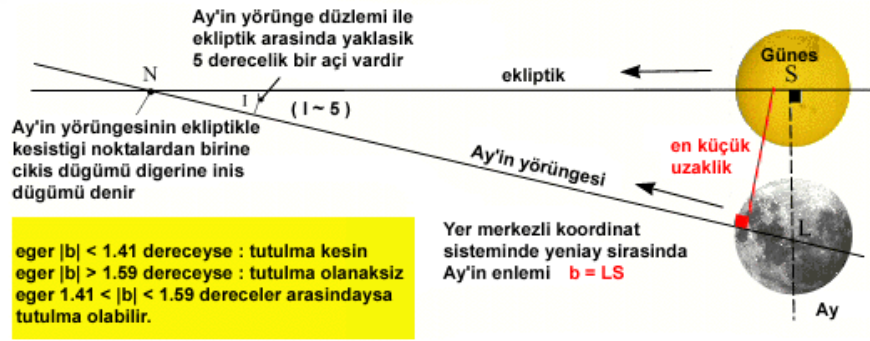 Ay'in yörünge düzlemi ile
ekliptik arasinda yaklasik
5 derecelik bir açi vardir
Günes
N
ekliptik
S
I
( I ~ 5 )
Ay'in yörüngesinin ekliptikle
kesistigi noktalardan birine
cikis düğümü digerine inis
düğümü denir
en küçük
uzaklik
Ay'in yörüngesi
L
eger |b| < 1.41 dereceyse : tutulma kesin
eger |b| > 1.59 dereceyse : tutulma olanaksiz
eger 1.41 < |b| < 1.59 dereceler arasindaysa
tutulma olabilir.
Yer merkezli koordinat
sisteminde yeniay sirasinda
Ay'in enlemi b = LS
Ay